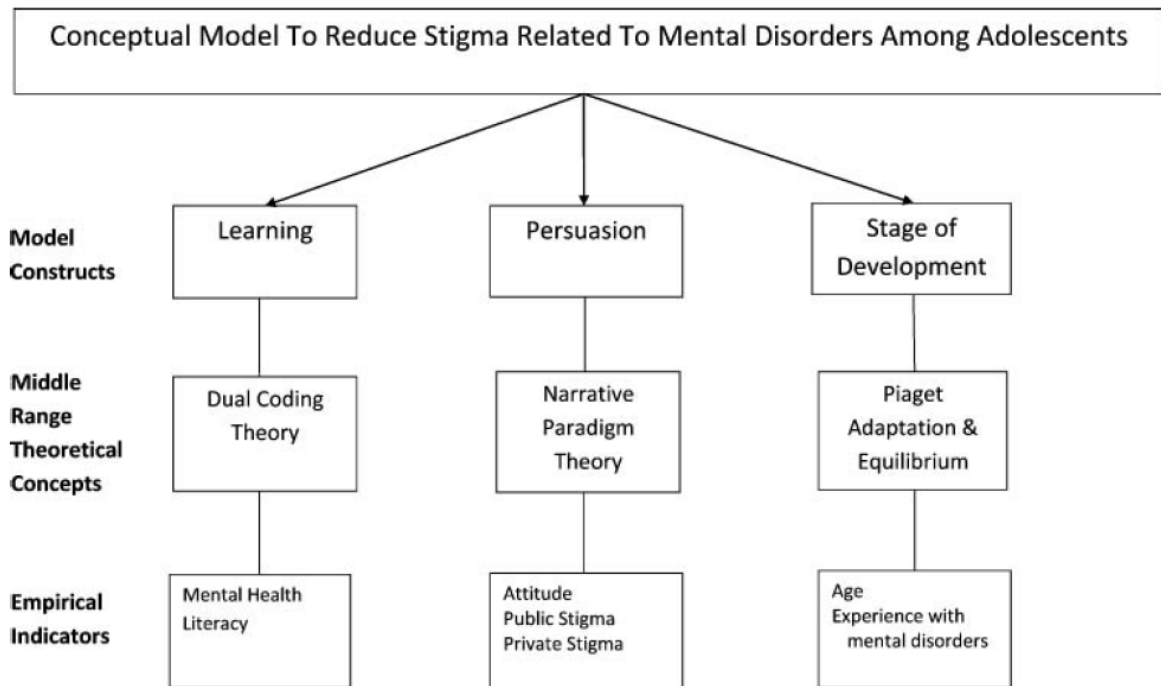 Conceptual Model To Reduce Stigma Related To Mental Disorders Among Adolescents
Model
Constructs
Learning
Persuasion
Stage of
Development
Middle
Range
Theoretical
Concepts
Dual Coding
Theory
Narrative
Paradigm
Theory
Piaget
Adaptation &
Equilibrium
Empirical
Indicators
Mental Health
Literacy
Attitude
Public Stigma
Private Stigma
Age
Experience with
mental disorders